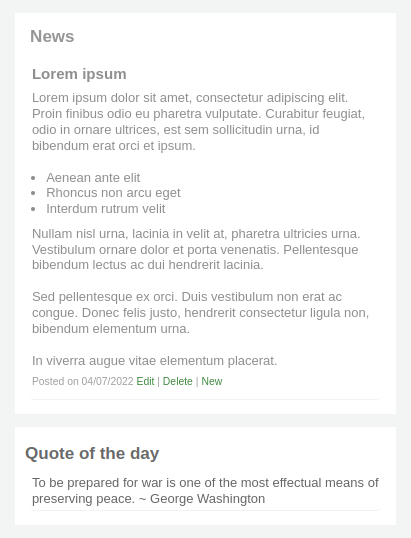 News
Lorem ipsum
Lorem ipsum dolor sit amet, consectetur adipiscing elit.
Proin finibus odio eu pharetra vulputate. Curabitur feugiat,
odio in ornare ultrices, est sem sollicitudin urna, id
bibendum erat orci et ipsum.
• Aenean ante elit
• Rhoncus non arcu eget
• Interdum rutrum velit
Nullam nisl urna, lacinia in velit at, pharetra ultricies urna.
Vestibulum ornare dolor et porta venenatis. Pellentesque
bibendum lectus ac dui hendrerit lacinia.
Sed pellentesque ex orci. Duis vestibulum non erat ac
congue. Donec felis justo, hendrerit consectetur ligula non,
bibendum elementum urna.
In viverra augue vitae elementum placerat.
Posted on 04/07/2022 Edit | Delete | New
Quote of the day
To be prepared for war is one of the most effectual means of
preserving peace. ~ George Washington